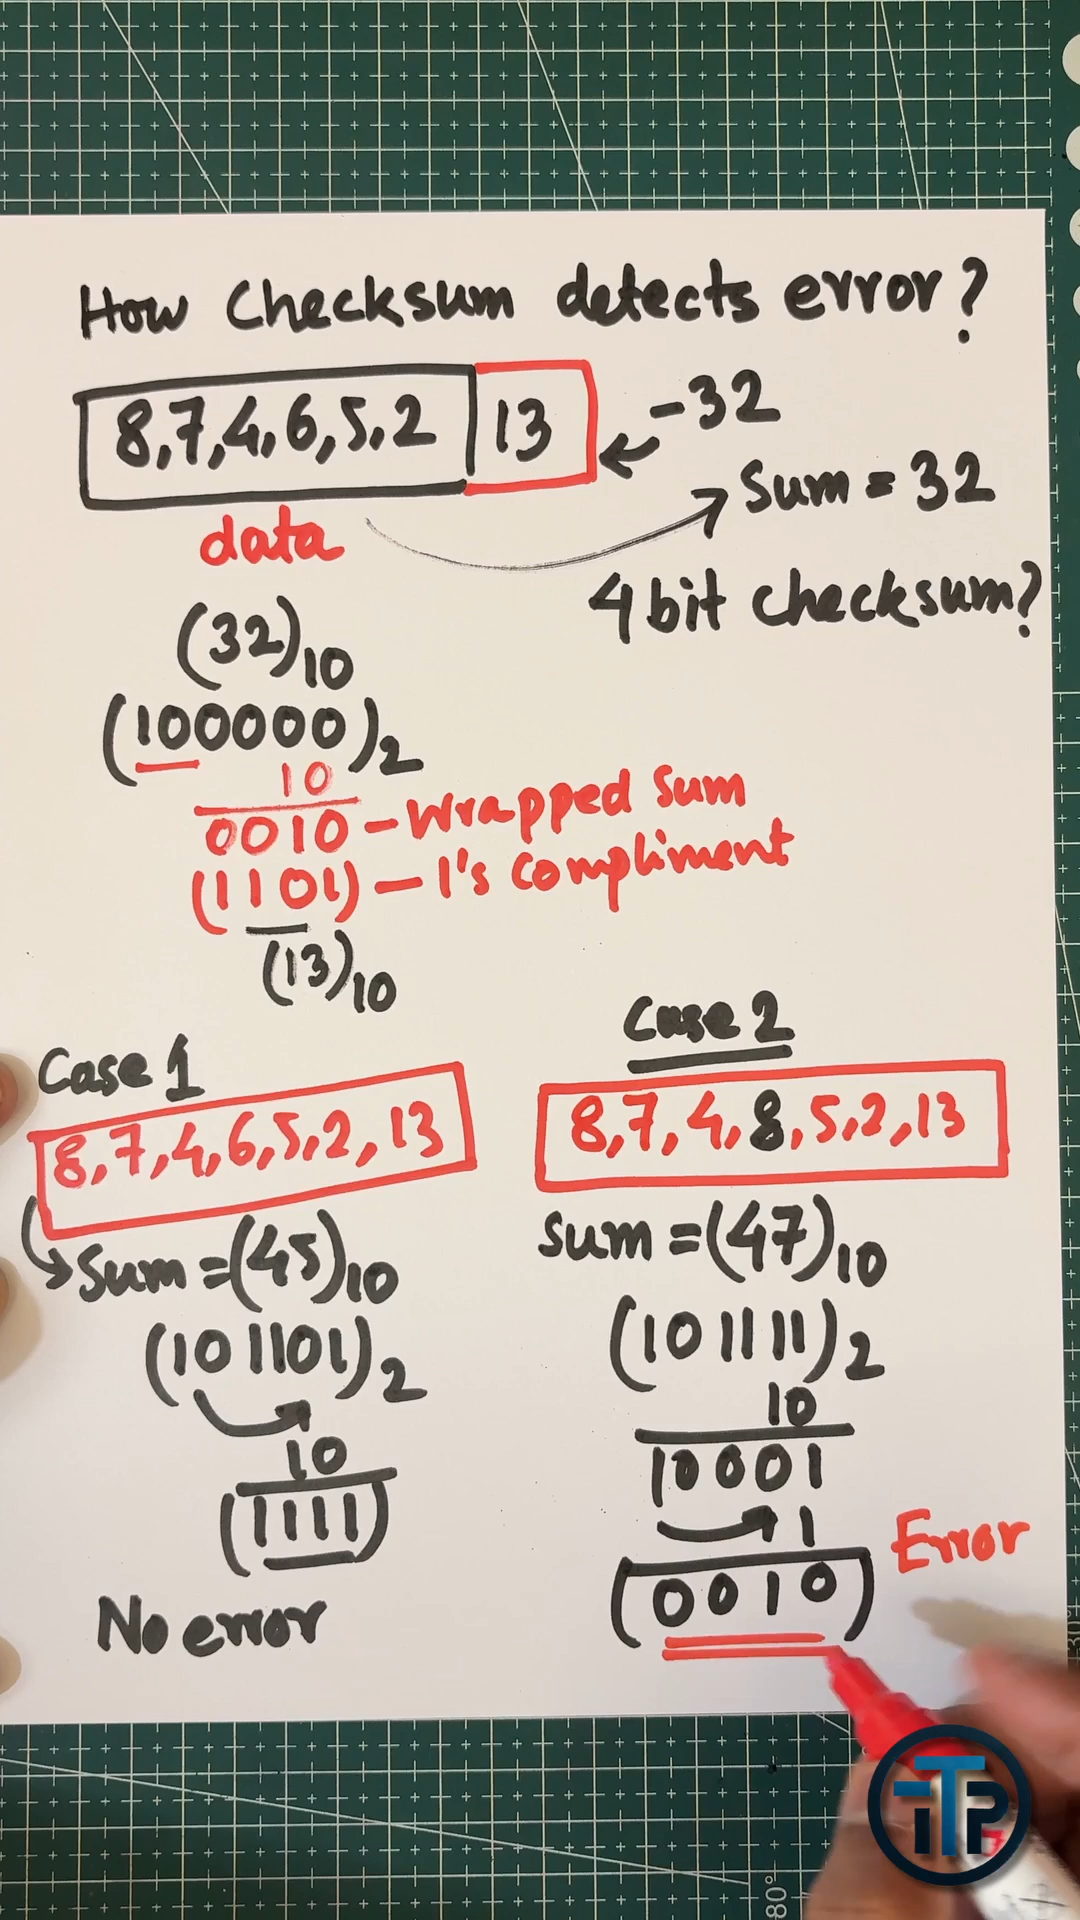 How Checksum detects error?
8,7,4,6,5,2 13
-32
Sum = 32
data
4 bit checksum?
(32)10
(100000)2
10
0010 - Wrapped sum
(1101) - 1's compliment
(13)10
Case 1
8,7,4,6,5,2,13
Sum = (45)10
(101101)2
10
(1111)
No error
Case 2
8,7,4,8,5,2,13
sum = (47)10
(101111)2
10
10001
1
(0010)
Error
80°